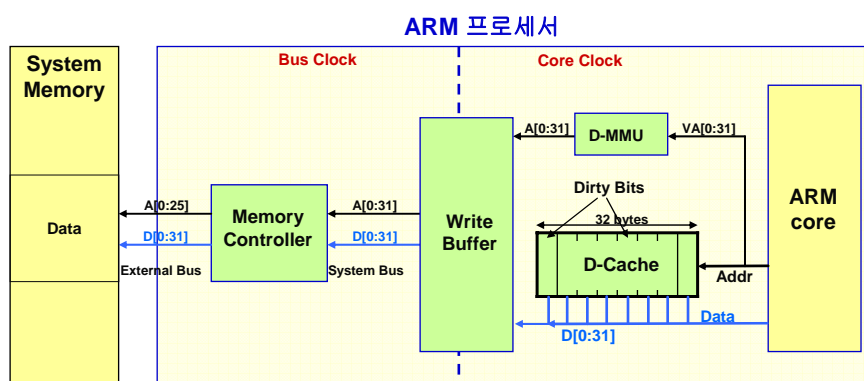 ARM 프로세서
System
Memory
Bus Clock
Core Clock
A[0:31]
D-MMU
VA[0:31]
Dirty Bits
32 bytes
ARM
core
A[0:25]
Memory
Controller
A[0:31]
Write
Buffer
Data
D[0:31]
D[0:31]
D-Cache
External Bus
System Bus
Addr
Data
D[0:31]